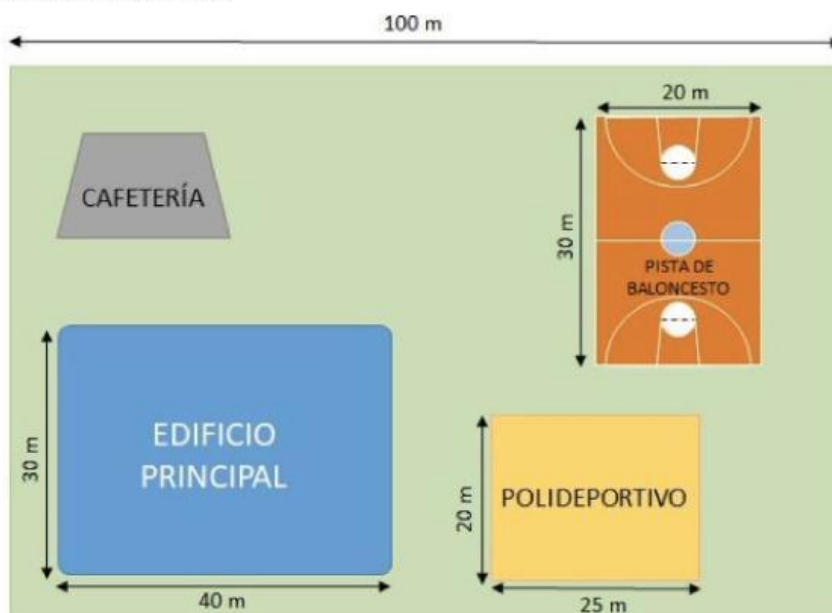 100 m
20 m
CAFETERÍA
30 m
PISTA DE
BALONCESTO
30 m
EDIFICIO
PRINCIPAL
20 m
POLIDEPORTIVO
40 m
25 m